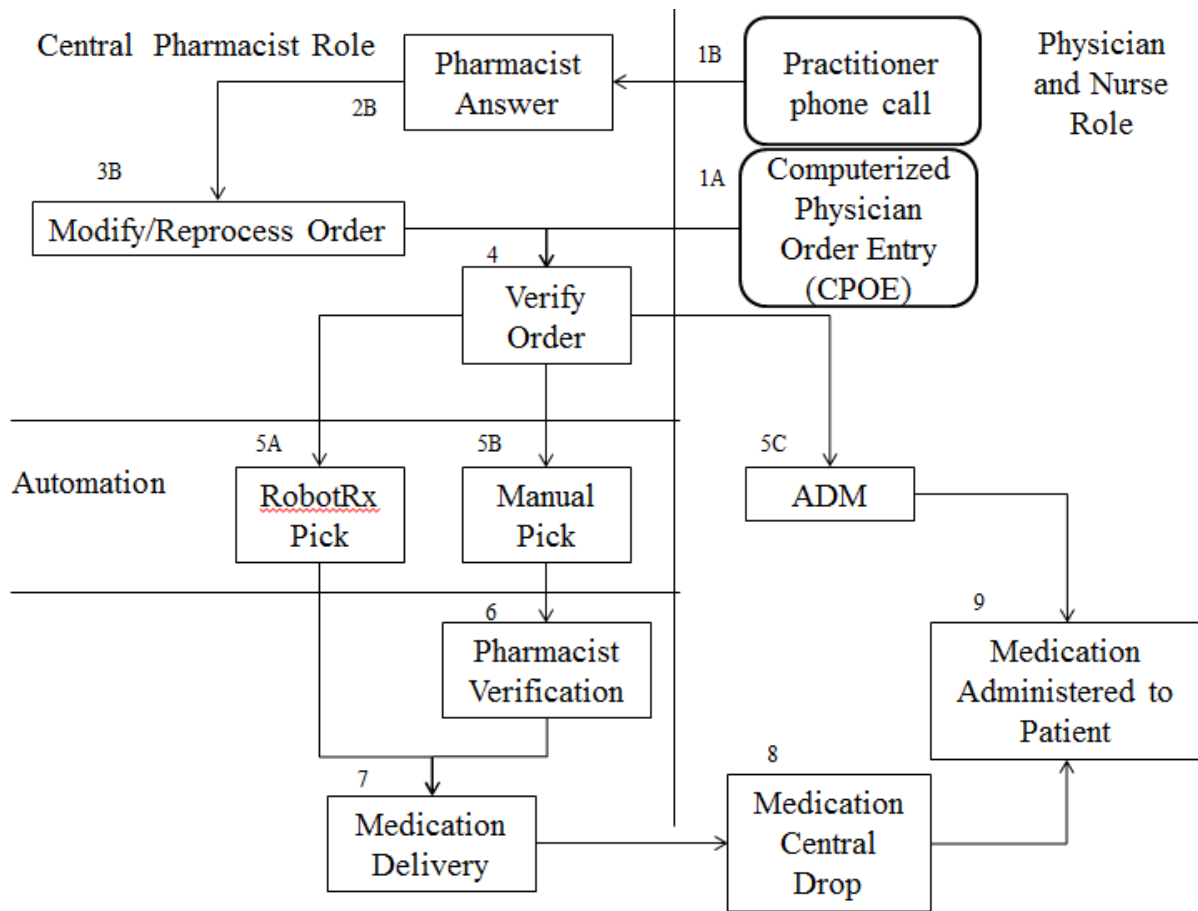 Central Pharmacist Role
Pharmacist
Answer
1B
Practitioner
phone call
Physician
and Nurse
Role
2B
3B
Modify/Reprocess Order
1A
Computerized
Physician
Order Entry
(CPOE)
4
Verify
Order
Automation
5A
RobotRx
Pick
5B
Manual
Pick
5C
ADM
6
Pharmacist
Verification
9
Medication
Administered to
Patient
7
Medication
Delivery
8
Medication
Central
Drop